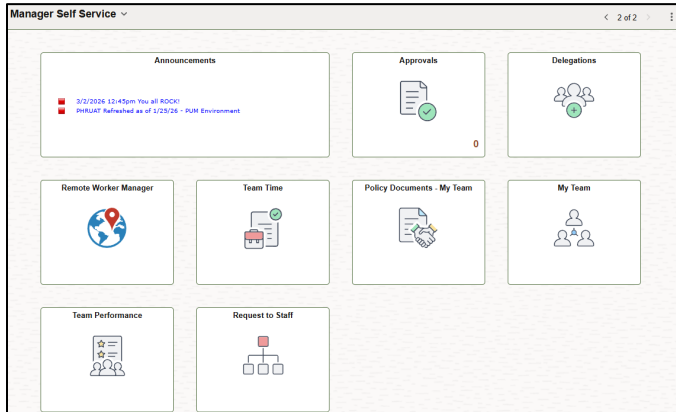 Manager Self Service
2 of 2
Announcements
3/2/2026 12:45pm You all ROCK!
PHRUAT Refreshed as of 1/25/26 - PUM Environment
Approvals
0
Delegations
Remote Worker Manager
Team Time
Policy Documents - My Team
My Team
Team Performance
Request to Staff